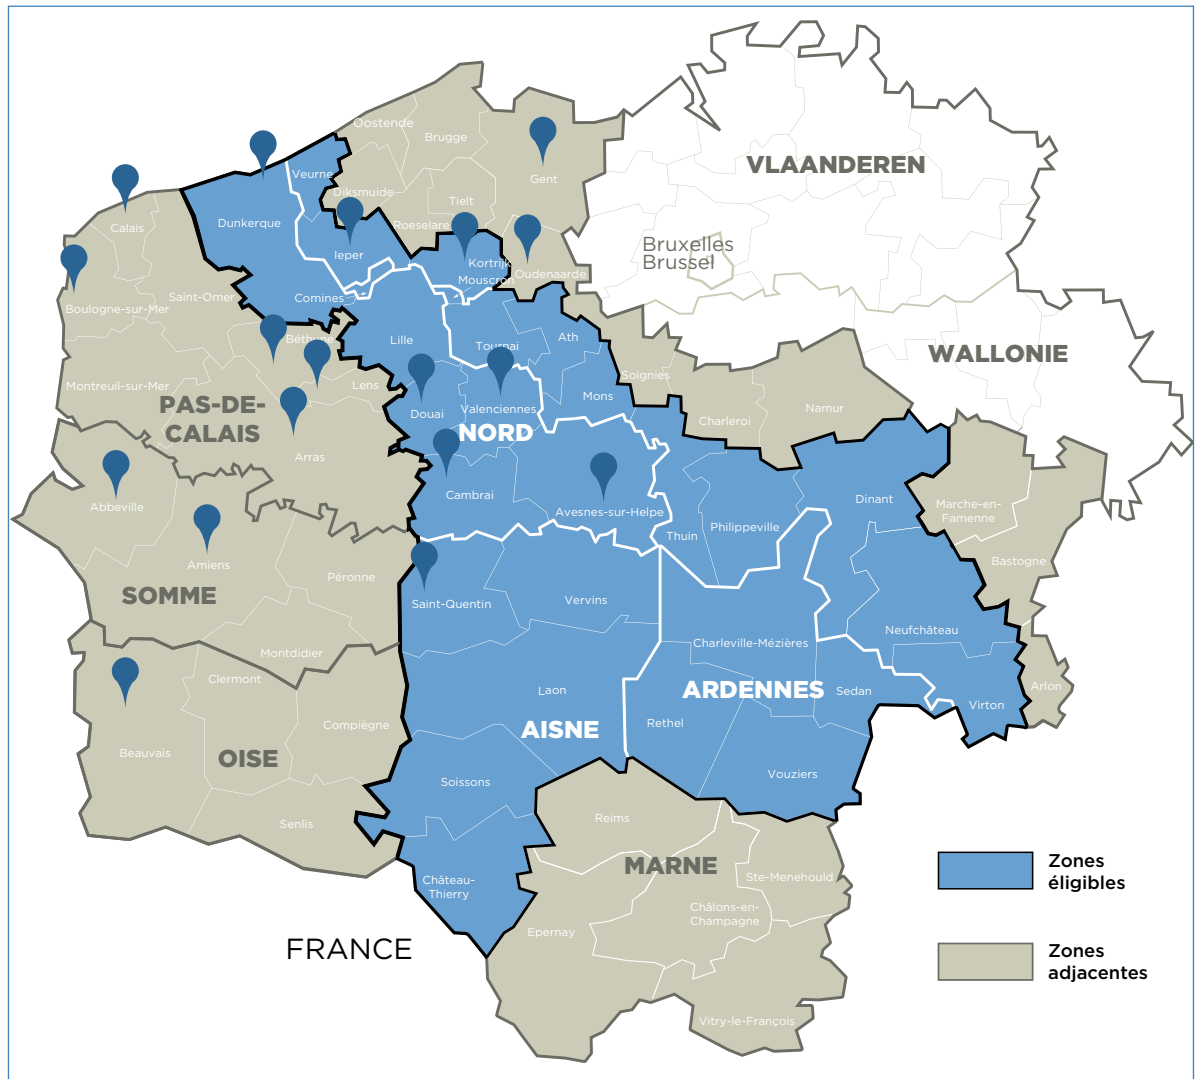 Oostende
Brugge
Veurne
Diksmuide
Gent
Tielt
Calais
Dunkerque
Roeselare
VLAANDEREN
Ieper
Kortrijk
Mouscron
Oudenaarde
Bruxelles
Brussel
Saint-Omer
Comines
Boulogne-sur-Mer
Béthune
Lille
Tournai
Ath
WALLONIE
Montreuil-sur-Mer
Lens
Soignies
PAS-DE-
CALAIS
Douai
Valenciennes
Mons
Charleroi
Namur
NORD
Arras
Abbeville
Cambrai
Avesnes-sur-Helpe
Thuin
Philippeville
Dinant
Marche-en-
Famenne
Amiens
Péronne
Bastogne
SOMME
Saint-Quentin
Vervins
Neufchâteau
Montdidier
Charleville-Mézières
Clermont
Laon
ARDENNES
Sedan
Arlon
Virton
Compiègne
AISNE
Rethel
Beauvais
OISE
Soissons
Vouziers
Senlis
Reims
MARNE
Château-
Thierry
Ste-Menehould
Châlons-en-
Champagne
Epernay
FRANCE
Vitry-le-François
Zones
éligibles
Zones
adjacentes